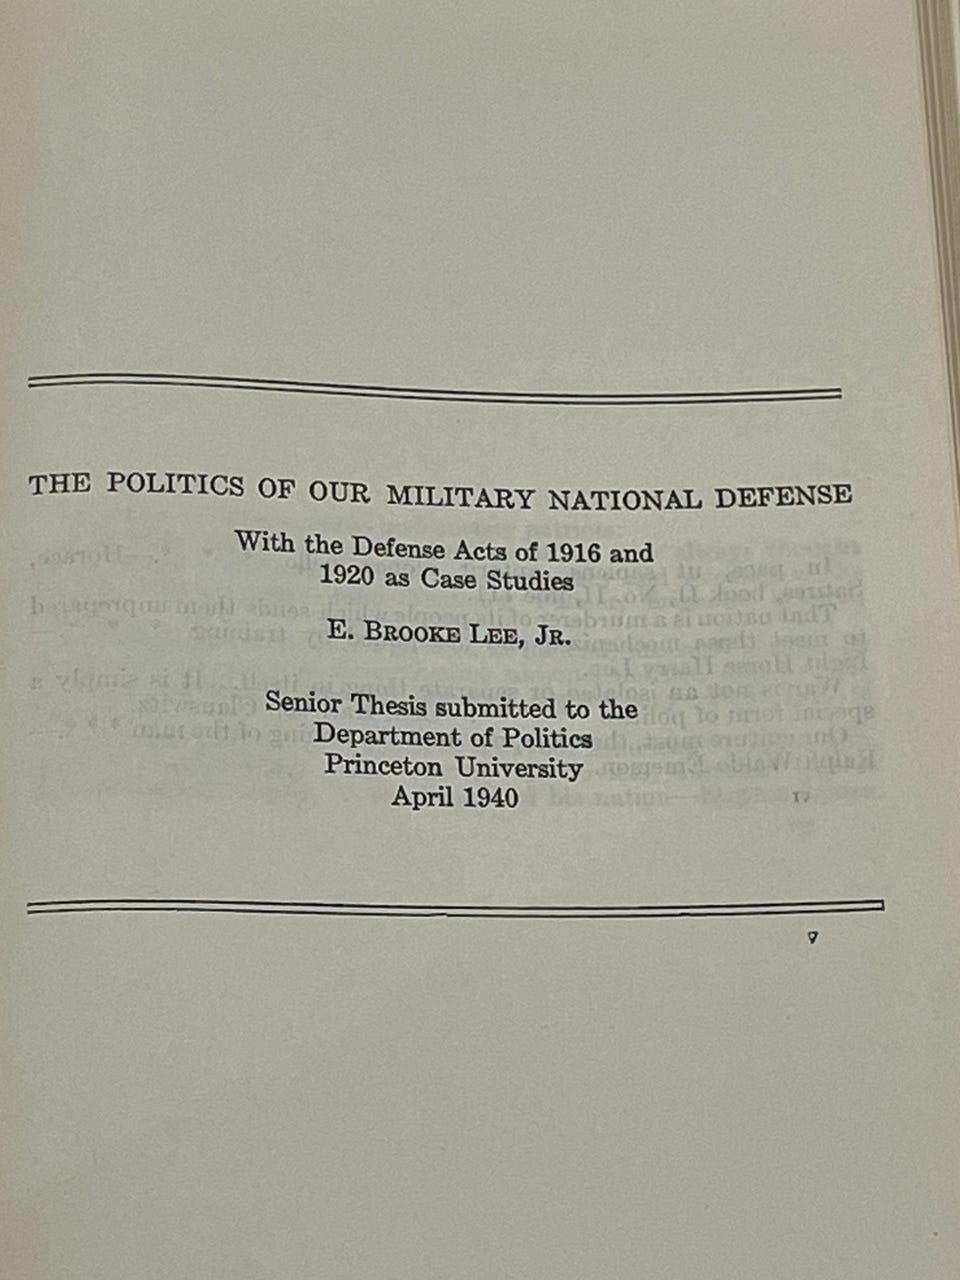 THE POLITICS OF OUR MILITARY NATIONAL DEFENSE
With the Defense Acts of 1916 and
1920 as Case Studies
E. BROOKE LEE, JR.
Senior Thesis submitted to the
Department of Politics
Princeton University
April 1940
v